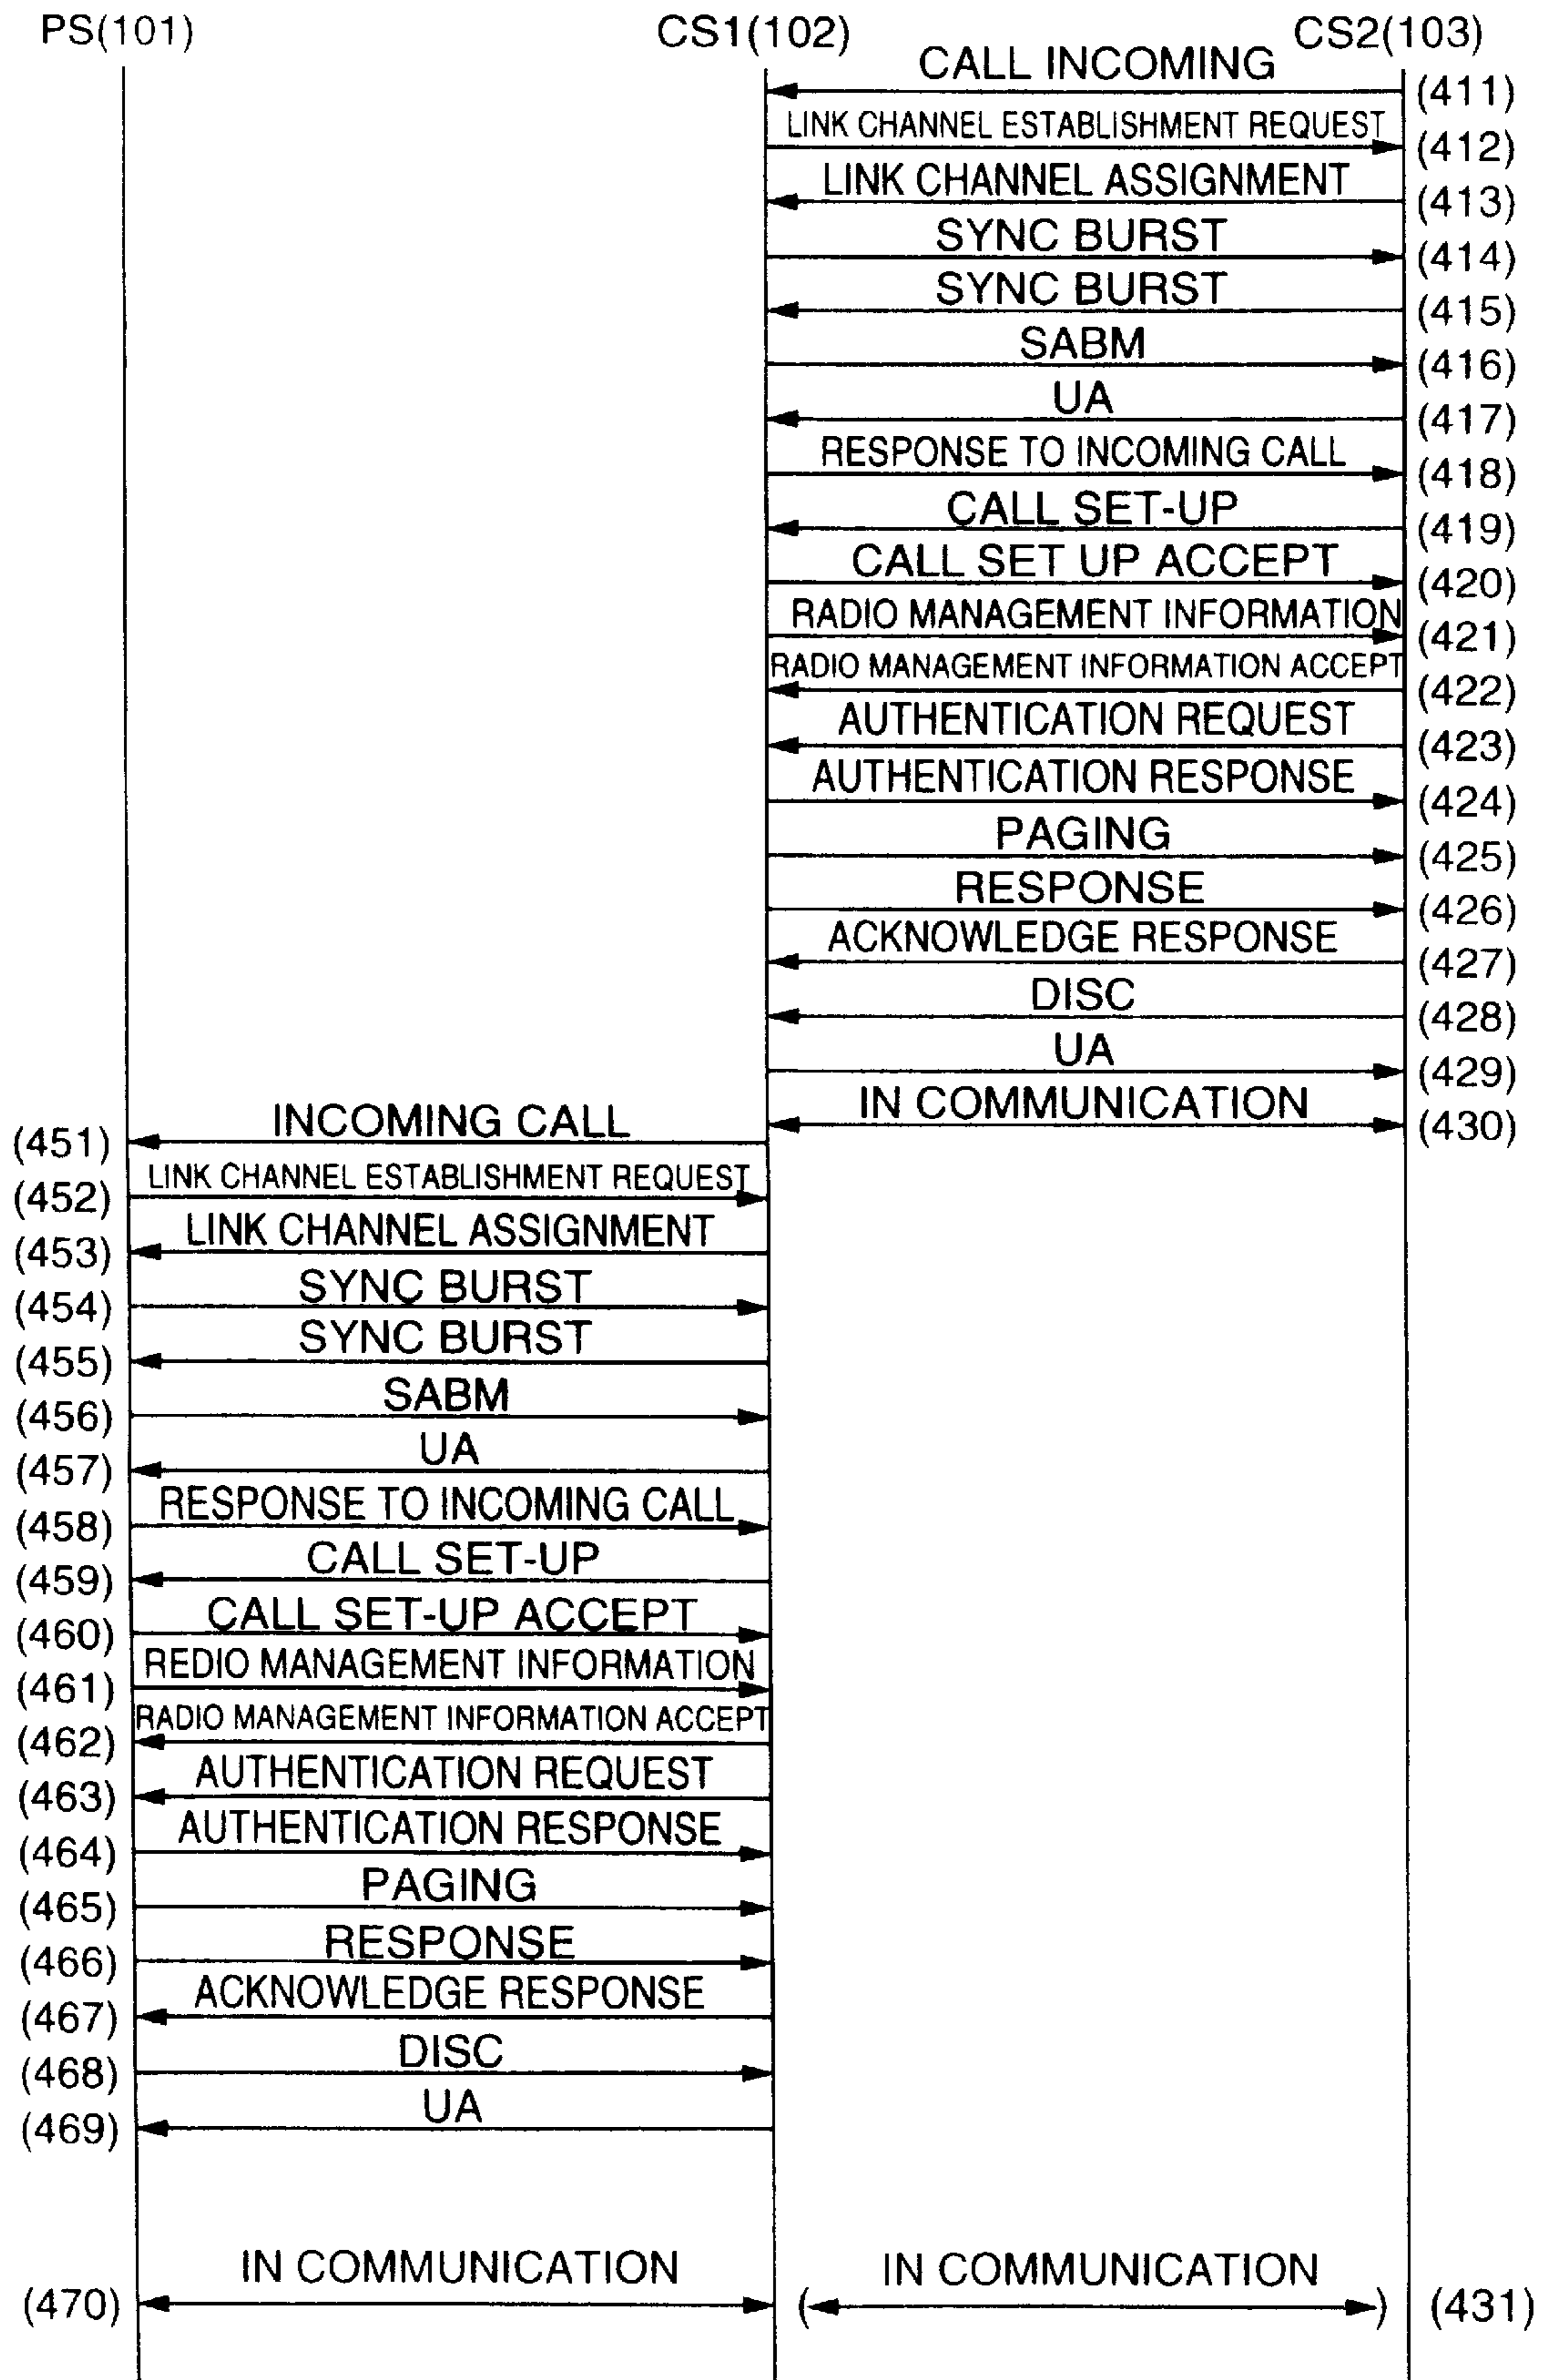 PS(101) CS1(102) CS2(103)
CALL INCOMING (411)
LINK CHANNEL ESTABLISHMENT REQUEST (412)
LINK CHANNEL ASSIGNMENT (413)
SYNC BURST (414)
SYNC BURST (415)
SABM (416)
UA (417)
RESPONSE TO INCOMING CALL (418)
CALL SET-UP (419)
CALL SET UP ACCEPT (420)
RADIO MANAGEMENT INFORMATION (421)
RADIO MANAGEMENT INFORMATION ACCEPT (422)
AUTHENTICATION REQUEST (423)
AUTHENTICATION RESPONSE (424)
PAGING (425)
RESPONSE (426)
ACKNOWLEDGE RESPONSE (427)
DISC (428)
UA (429)
IN COMMUNICATION (430)
(451) INCOMING CALL
(452) LINK CHANNEL ESTABLISHMENT REQUEST
(453) LINK CHANNEL ASSIGNMENT
(454) SYNC BURST
(455) SYNC BURST
(456) SABM
(457) UA
(458) RESPONSE TO INCOMING CALL
(459) CALL SET-UP
(460) CALL SET-UP ACCEPT
(461) REDIO MANAGEMENT INFORMATION
(462) RADIO MANAGEMENT INFORMATION ACCEPT
(463) AUTHENTICATION REQUEST
(464) AUTHENTICATION RESPONSE
(465) PAGING
(466) RESPONSE
(467) ACKNOWLEDGE RESPONSE
(468) DISC
(469) UA
(470) IN COMMUNICATION IN COMMUNICATION (431)